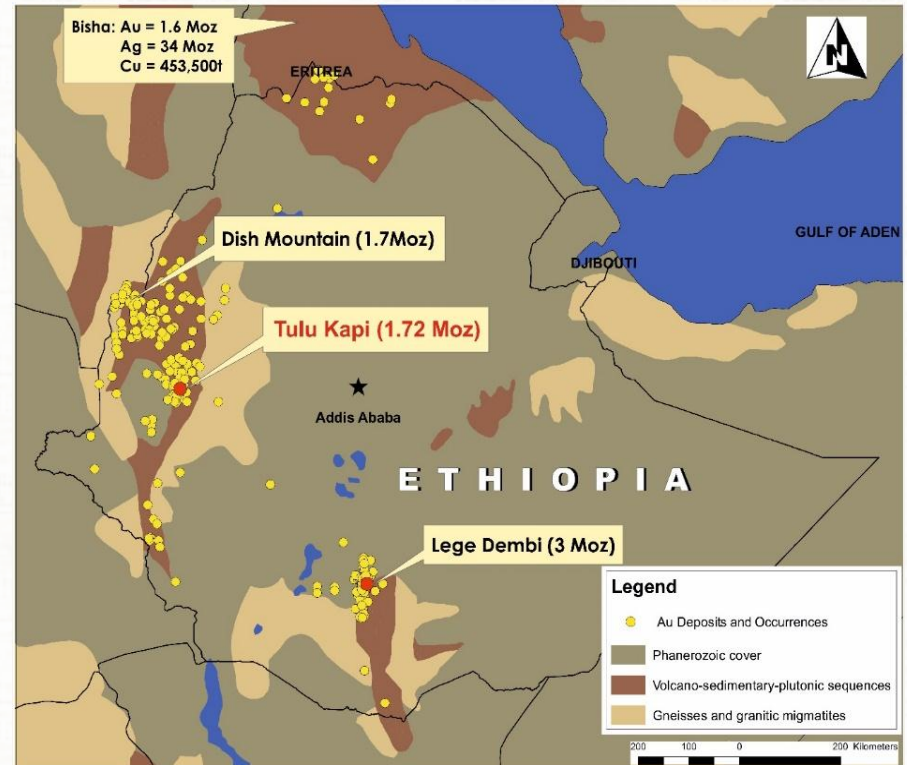 Bisha: Au = 1.6 Moz
Ag = 34 Moz
Cu = 453,500t
N
ERITREA
Dish Mountain (1.7Moz)
GULF OF ADEN
DJIBOUTI
Tulu Kapi (1.72 Moz)
Addis Ababa
ETHIOPIA
Lege Dembi (3 Moz)
Legend
Au Deposits and Occurrences
Phanerozoic cover
Volcano-sedimentary-plutonic sequences
Gneisses and granitic migmatites
200 100 0 200 Kilometers